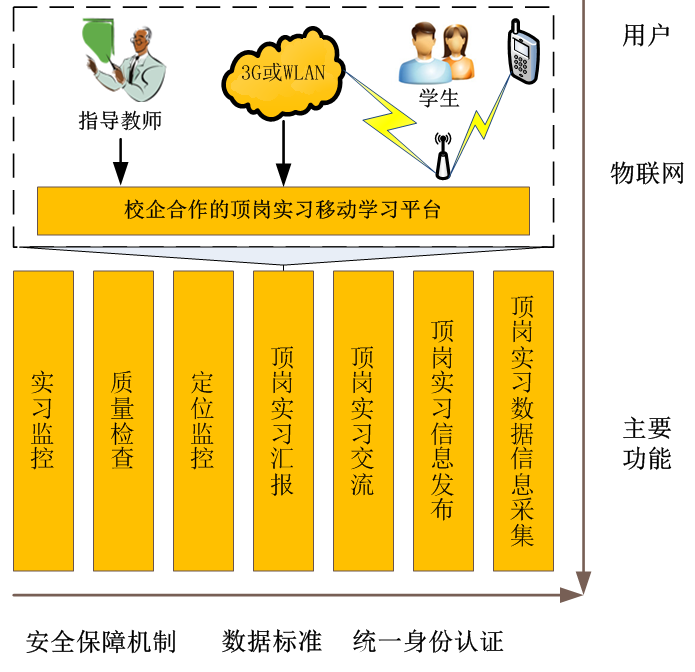 用户
3G或WLAN
学生
指导教师
物联网
校企合作的顶岗实习移动学习平台
实习监控
质量检查
定位监控
顶岗实习汇报
顶岗实习交流
顶岗实习信息发布
顶岗实习数据信息采集
主要
功能
安全保障机制 数据标准 统一身份认证